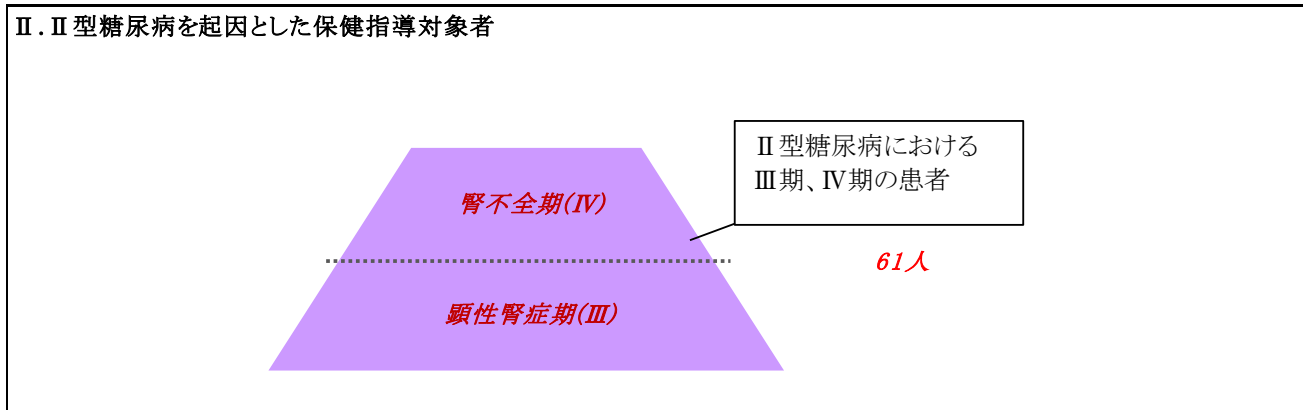 Ⅱ.Ⅱ型糖尿病を起因とした保健指導対象者
Ⅱ型糖尿病における
Ⅲ期、Ⅳ期の患者
腎不全期(Ⅳ)
61人
顕性腎症期(Ⅲ)